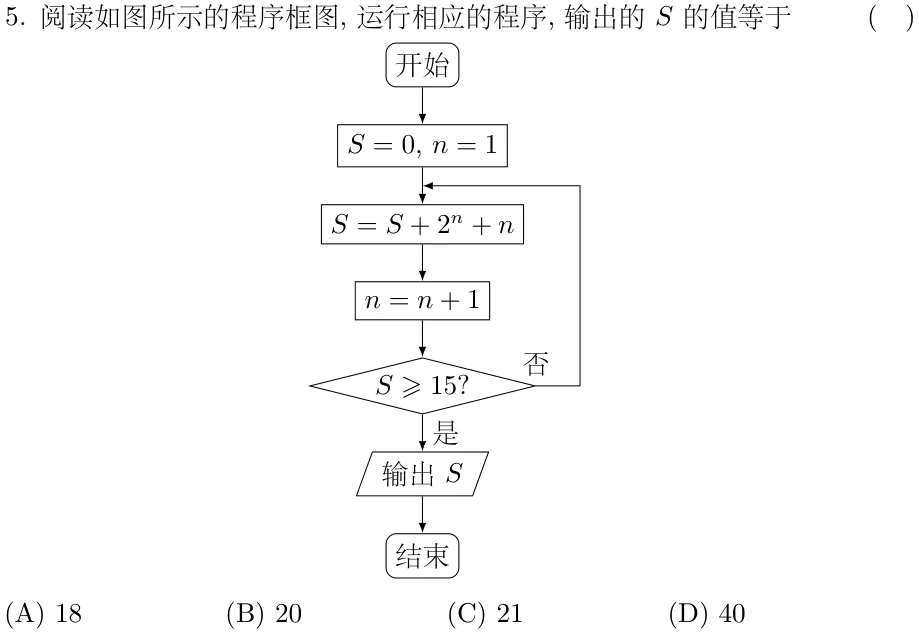 5. 阅读如图所示的程序框图, 运行相应的程序, 输出的 S 的值等于 ( )
开始
S = 0, n = 1
S = S + 2ⁿ + n
n = n + 1
S ⩾ 15?
否
是
输出 S
结束
(A) 18 (B) 20 (C) 21 (D) 40